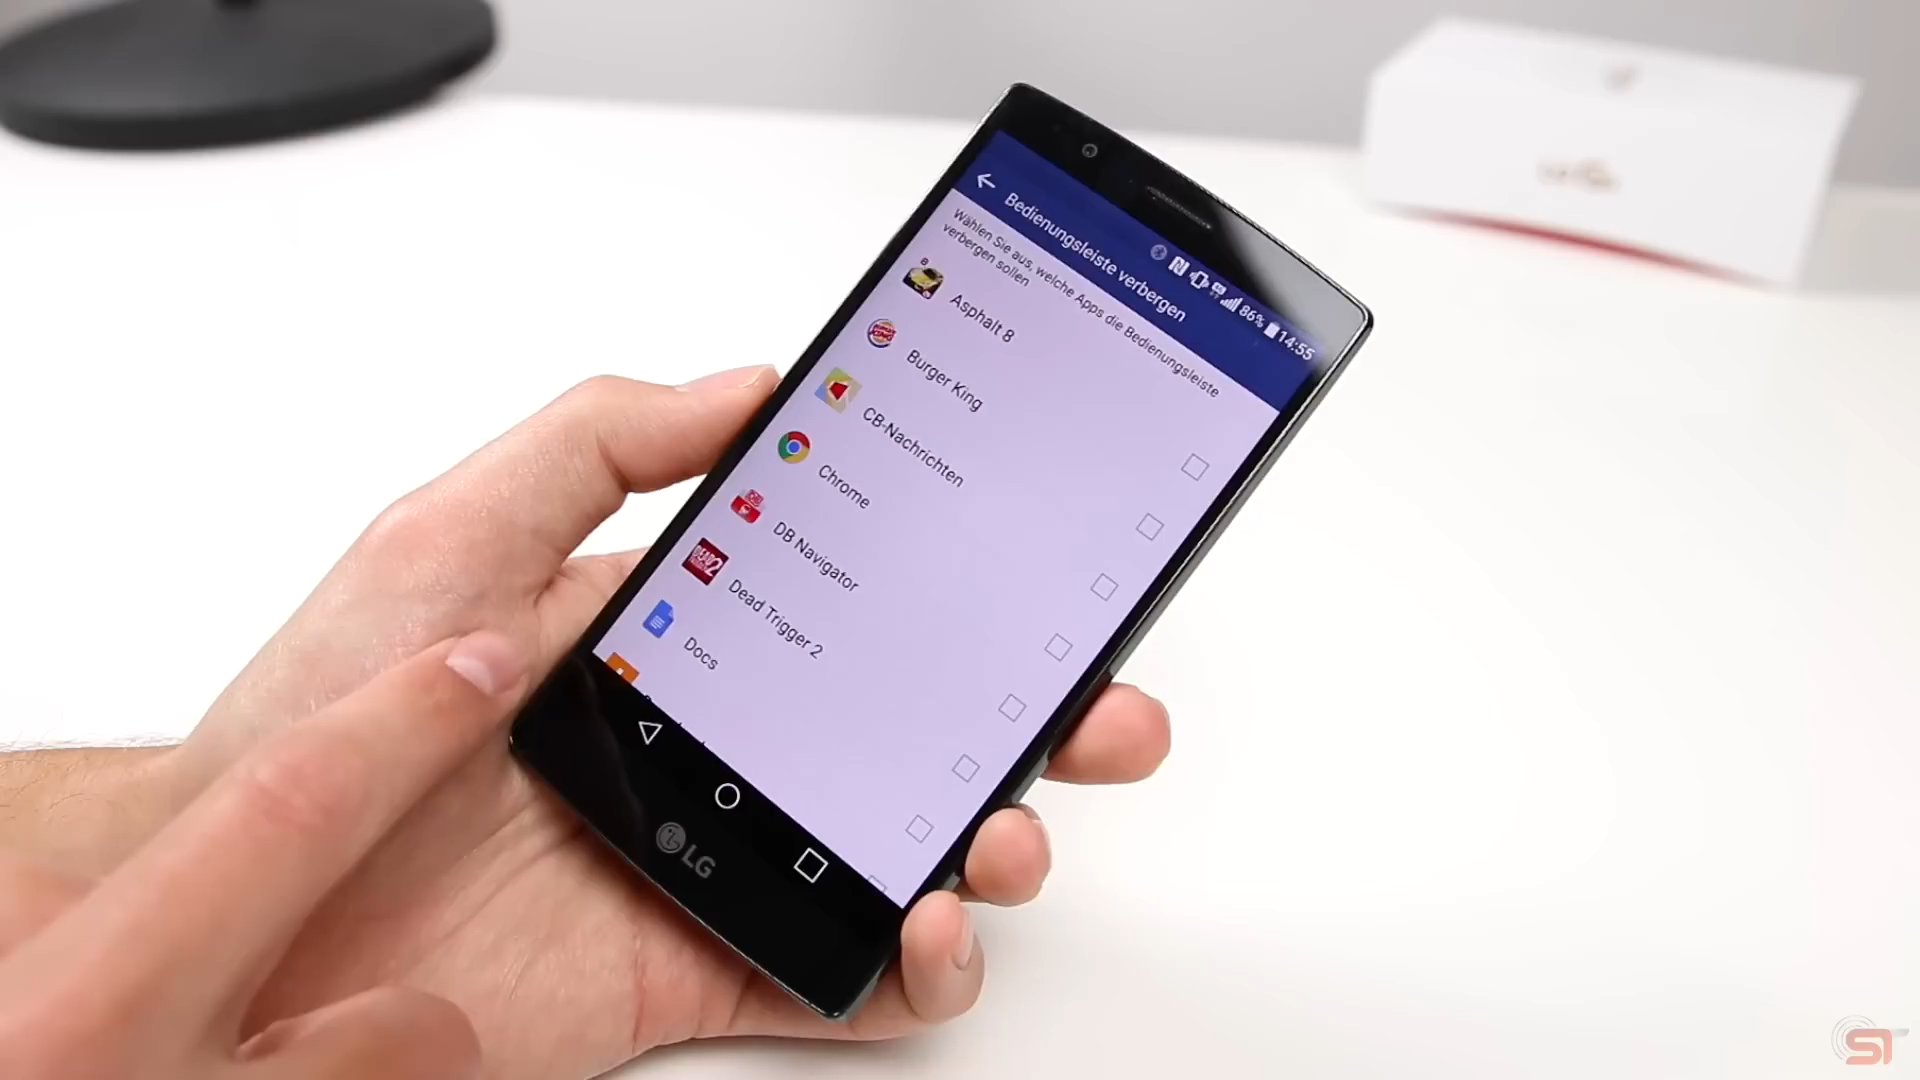 86% 14:55
Bedienungsleiste verbergen
Wählen Sie aus, welche Apps die Bedienungsleiste
verbergen sollen
Asphalt 8
Burger King
CB-Nachrichten
Chrome
DB Navigator
Dead Trigger 2
Docs
LG